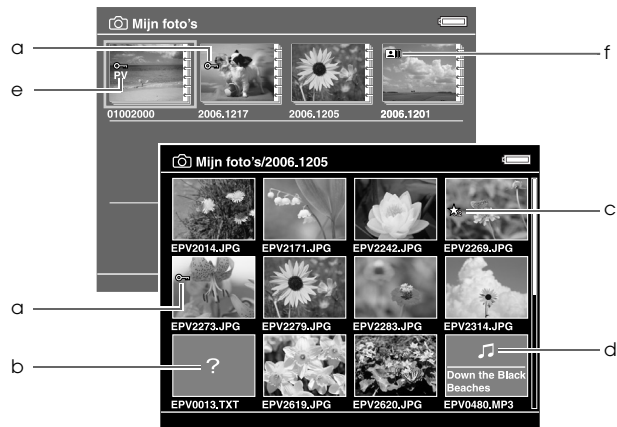 Mijn foto's
a
f
e
PV
01002000 2006.1217 2006.1205 2006.1201
Mijn foto's/2006.1205
c
EPV2014.JPG EPV2171.JPG EPV2242.JPG EPV2269.JPG
a
EPV2273.JPG EPV2279.JPG EPV2283.JPG EPV2314.JPG
b
?
d
Down the Black
Beaches
EPV0013.TXT EPV2619.JPG EPV2620.JPG EPV0480.MP3